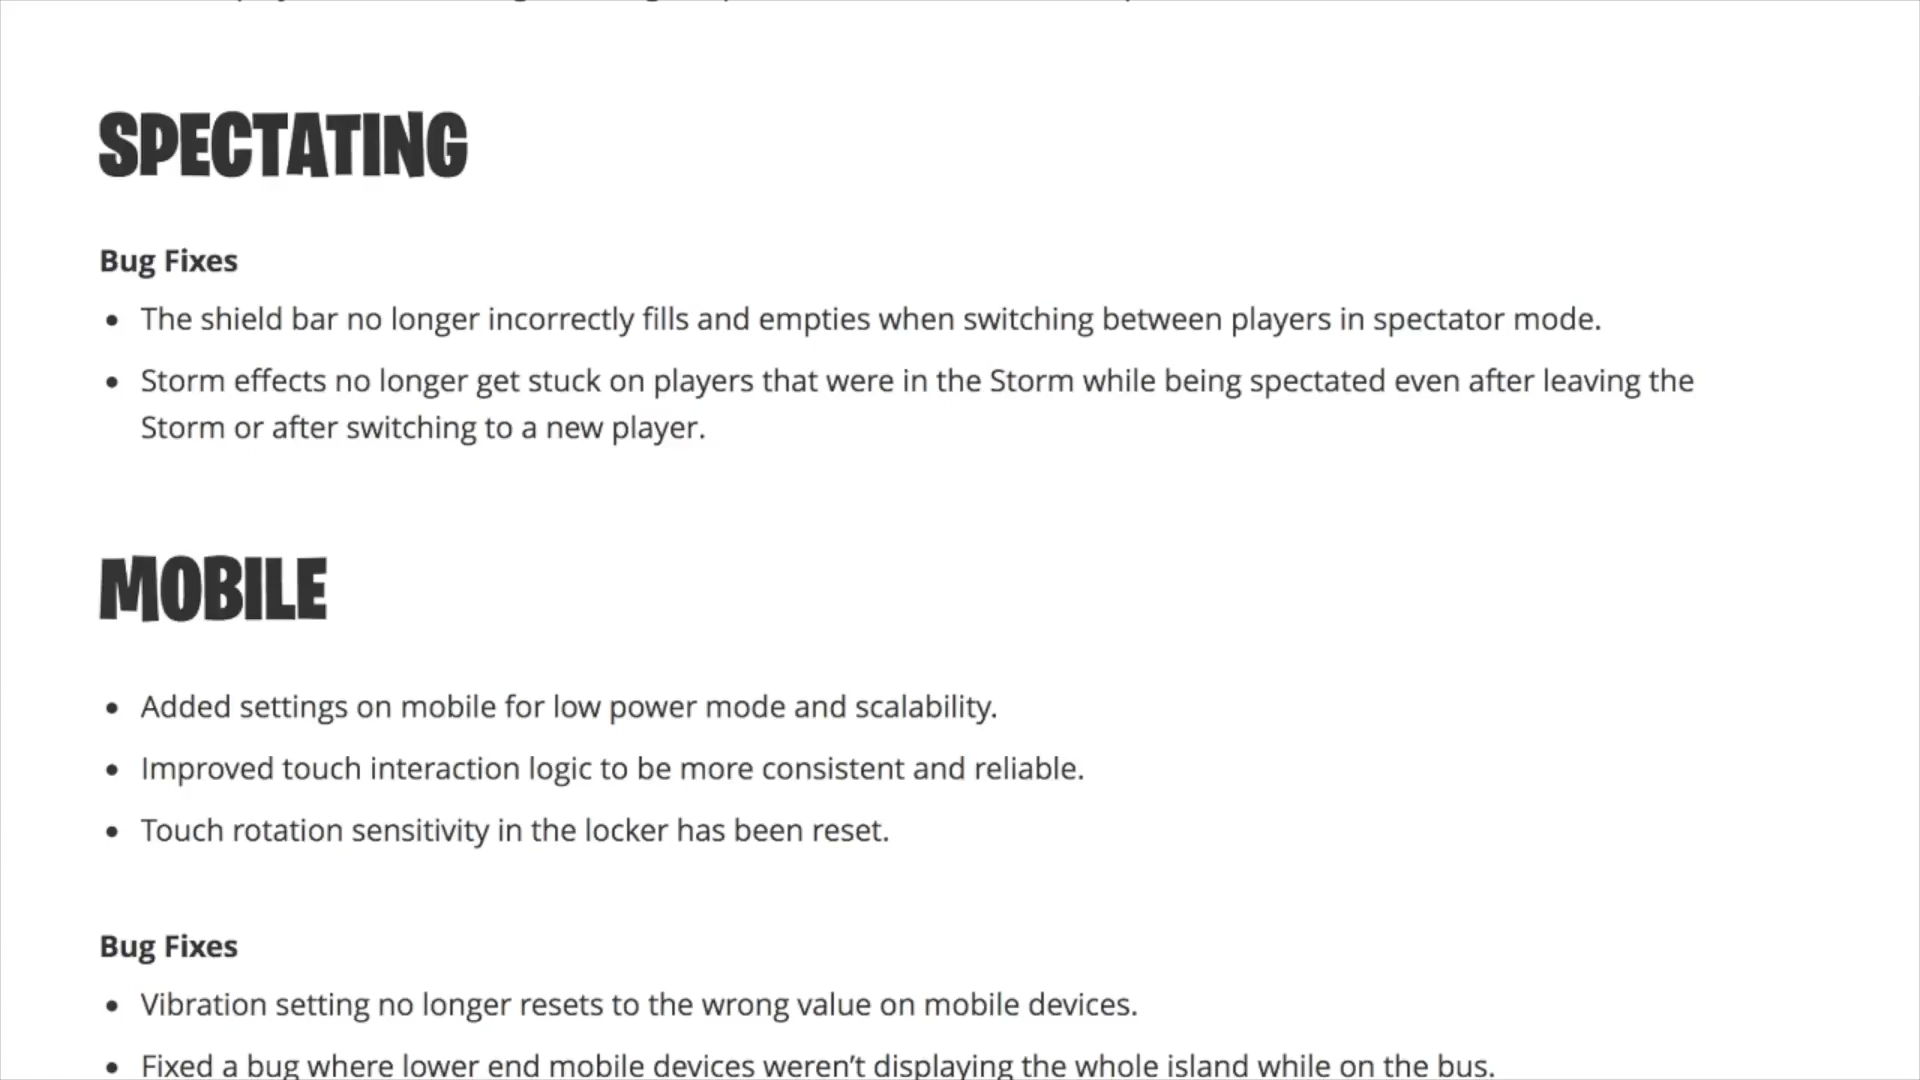 SPECTATING
Bug Fixes
• The shield bar no longer incorrectly fills and empties when switching between players in spectator mode.
• Storm effects no longer get stuck on players that were in the Storm while being spectated even after leaving the
Storm or after switching to a new player.
MOBILE
• Added settings on mobile for low power mode and scalability.
• Improved touch interaction logic to be more consistent and reliable.
• Touch rotation sensitivity in the locker has been reset.
Bug Fixes
• Vibration setting no longer resets to the wrong value on mobile devices.
• Fixed a bug where lower end mobile devices weren’t displaying the whole island while on the bus.